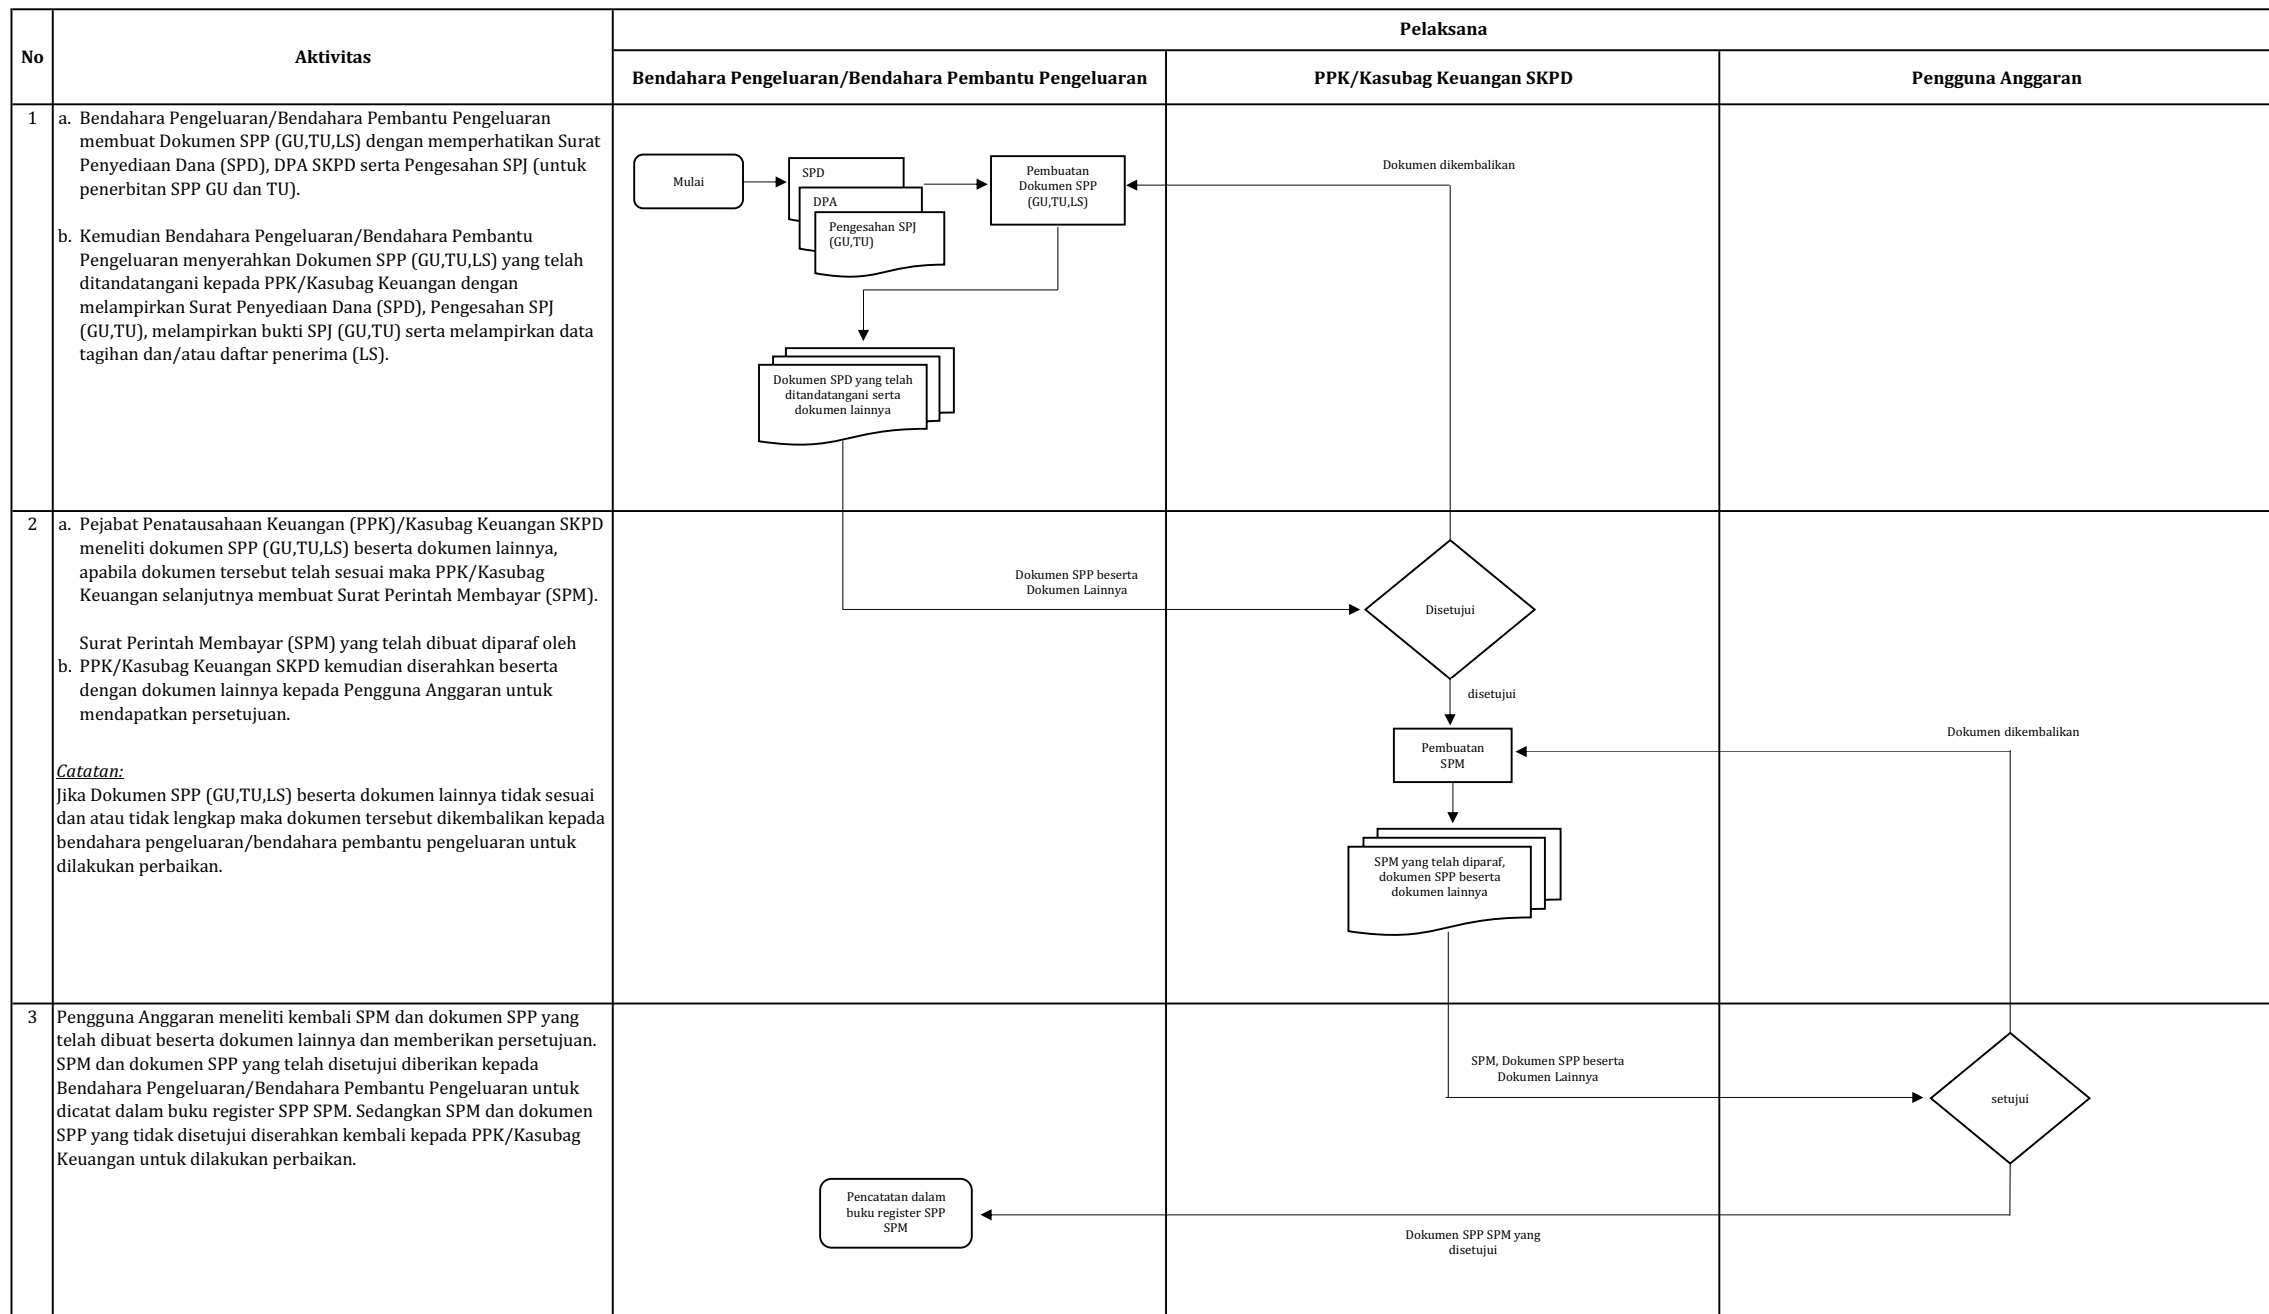 No
Aktivitas
Pelaksana
Bendahara Pengeluaran/Bendahara Pembantu Pengeluaran
PPK/Kasubag Keuangan SKPD
Pengguna Anggaran
1
a. Bendahara Pengeluaran/Bendahara Pembantu Pengeluaran
membuat Dokumen SPP (GU,TU,LS) dengan memperhatikan Surat
Penyediaan Dana (SPD), DPA SKPD serta Pengesahan SPJ (untuk
penerbitan SPP GU dan TU).
b. Kemudian Bendahara Pengeluaran/Bendahara Pembantu
Pengeluaran menyerahkan Dokumen SPP (GU,TU,LS) yang telah
ditandatangani kepada PPK/Kasubag Keuangan dengan
melampirkan Surat Penyediaan Dana (SPD), Pengesahan SPJ
(GU,TU), melampirkan bukti SPJ (GU,TU) serta melampirkan data
tagihan dan/atau daftar penerima (LS).
Mulai
SPD
DPA
Pengesahan SPJ
(GU,TU)
Pembuatan
Dokumen SPP
(GU,TU,LS)
Dokumen dikembalikan
Dokumen SPD yang telah
ditandatangani serta
dokumen lainnya
2
a. Pejabat Penatausahaan Keuangan (PPK)/Kasubag Keuangan SKPD
meneliti dokumen SPP (GU,TU,LS) beserta dokumen lainnya,
apabila dokumen tersebut telah sesuai maka PPK/Kasubag
Keuangan selanjutnya membuat Surat Perintah Membayar (SPM).
Surat Perintah Membayar (SPM) yang telah dibuat diparaf oleh
b. PPK/Kasubag Keuangan SKPD kemudian diserahkan beserta
dengan dokumen lainnya kepada Pengguna Anggaran untuk
mendapatkan persetujuan.
Catatan:
Jika Dokumen SPP (GU,TU,LS) beserta dokumen lainnya tidak sesuai
dan atau tidak lengkap maka dokumen tersebut dikembalikan kepada
bendahara pengeluaran/bendahara pembantu pengeluaran untuk
dilakukan perbaikan.
Dokumen SPP beserta
Dokumen Lainnya
Disetujui
disetujui
Pembuatan
SPM
Dokumen dikembalikan
SPM yang telah diparaf,
dokumen SPP beserta
dokumen lainnya
3
Pengguna Anggaran meneliti kembali SPM dan dokumen SPP yang
telah dibuat beserta dokumen lainnya dan memberikan persetujuan.
SPM dan dokumen SPP yang telah disetujui diberikan kepada
Bendahara Pengeluaran/Bendahara Pembantu Pengeluaran untuk
dicatat dalam buku register SPP SPM. Sedangkan SPM dan dokumen
SPP yang tidak disetujui diserahkan kembali kepada PPK/Kasubag
Keuangan untuk dilakukan perbaikan.
SPM, Dokumen SPP beserta
Dokumen Lainnya
setujui
Pencatatan dalam
buku register SPP
SPM
Dokumen SPP SPM yang
disetujui